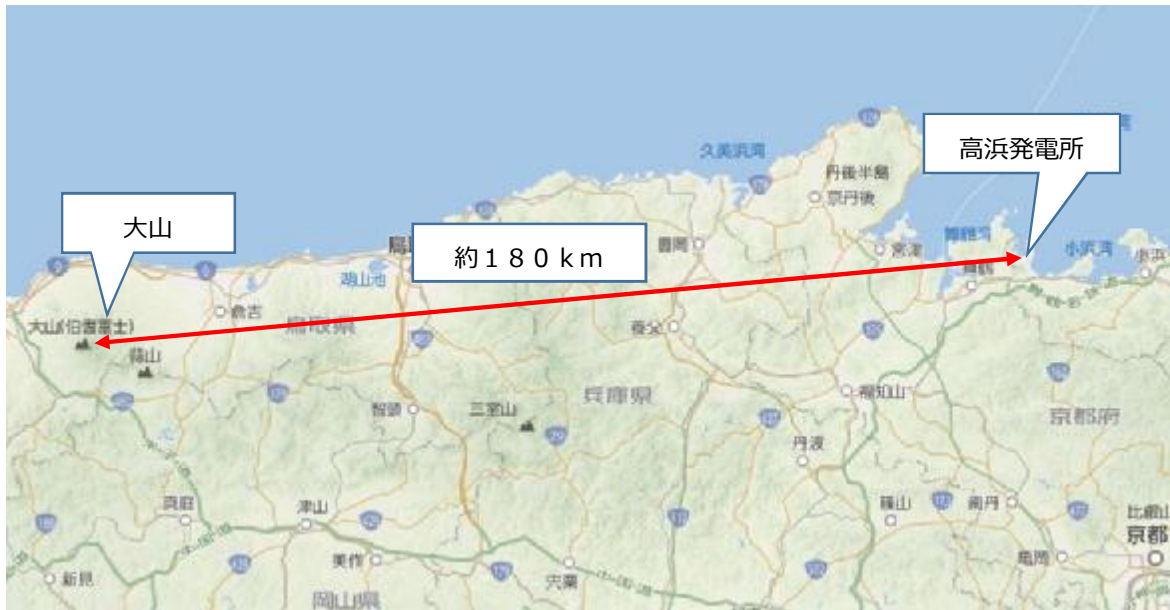 久美浜湾
丹後半島
京丹後
高浜発電所
大山
約180km
豊岡
宮津
舞鶴湾
小浜湾
小浜
舞鶴
湖山池
倉吉
鳥取県
大山(伯耆富士)
蒜山
養父
兵庫県
福知山
京都府
智頭
三室山
丹波
真庭
津山
篠山
南丹
比叡山
京都
亀岡
美作
宍粟
新見
岡山県